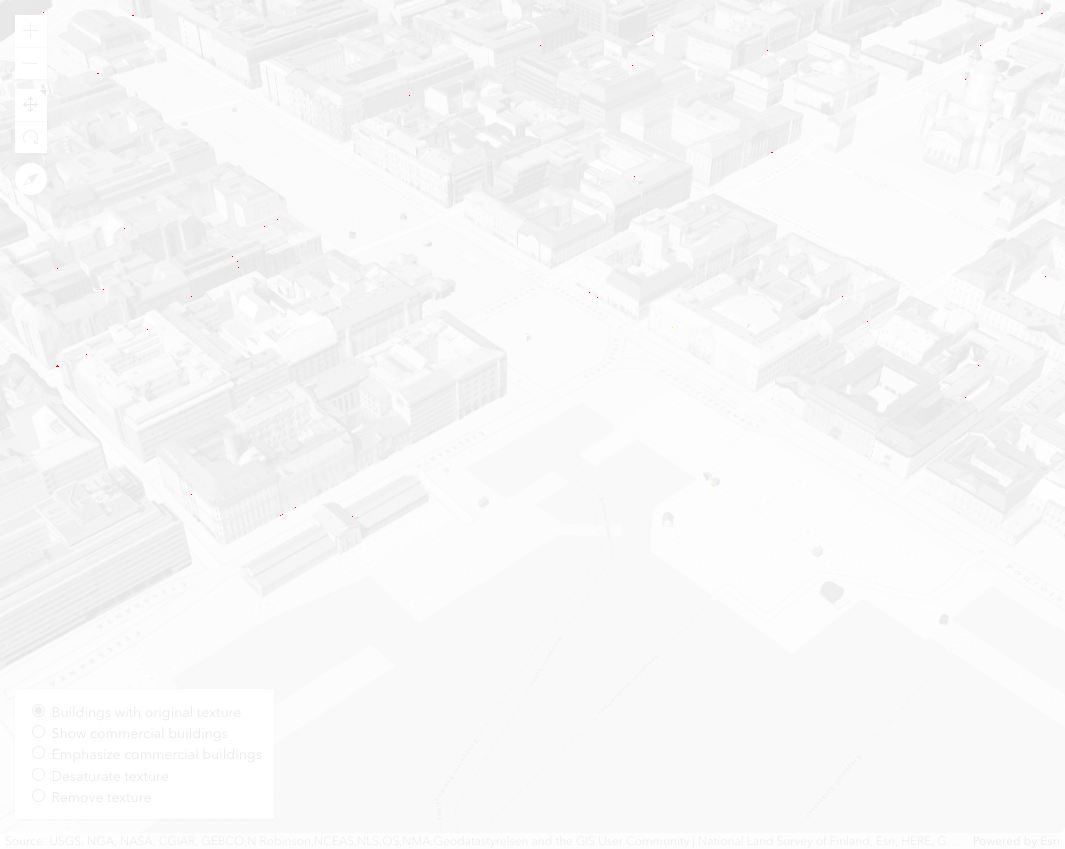 Buildings with original texture
Show commercial buildings
Emphasize commercial buildings
Desaturate texture
Remove texture
Source: USGS, NGA, NASA, CGIAR, GEBCO,N Robinson,NCEAS,NLS,OS,NMA,Geodatastyrelsen and the GIS User Community | National Land Survey of Finland, Esri, HERE, G...
Powered by Esri